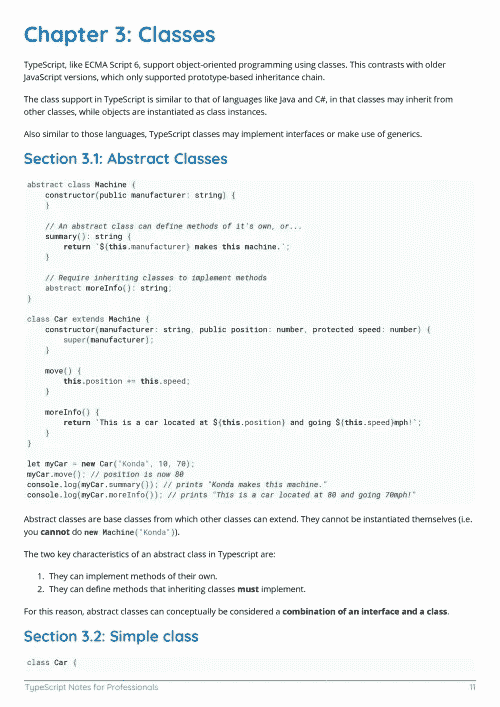 Chapter 3: Classes
TypeScript, like ECMA Script 6, support object-oriented programming using classes. This contrasts with older
JavaScript versions, which only supported prototype-based inheritance chain.
The class support in TypeScript is similar to that of languages like Java and C#, in that classes may inherit from
other classes, while objects are instantiated as class instances.
Also similar to those languages, TypeScript classes may implement interfaces or make use of generics.
Section 3.1: Abstract Classes
abstract class Machine {
    constructor(public manufacturer: string) {
    }
    // An abstract class can define methods of it's own, or...
    summary(): string {
        return `${this.manufacturer} makes this machine.`;
    }
    // Require inheriting classes to implement methods
    abstract moreInfo(): string;
}
class Car extends Machine {
    constructor(manufacturer: string, public position: number, protected speed: number) {
        super(manufacturer);
    }
    move() {
        this.position += this.speed;
    }
    moreInfo() {
        return `This is a car located at ${this.position} and going ${this.speed}mph!`;
    }
}
let myCar = new Car("Konda", 10, 70);
myCar.move(); // position is now 80
console.log(myCar.summary()); // prints "Konda makes this machine."
console.log(myCar.moreInfo()); // prints "This is a car located at 80 and going 70mph!"
Abstract classes are base classes from which other classes can extend. They cannot be instantiated themselves (i.e.
you cannot do new Machine("Konda")).
The two key characteristics of an abstract class in Typescript are:
1. They can implement methods of their own.
2. They can define methods that inheriting classes must implement.
For this reason, abstract classes can conceptually be considered a combination of an interface and a class.
Section 3.2: Simple class
class Car {
TypeScript Notes for Professionals 11